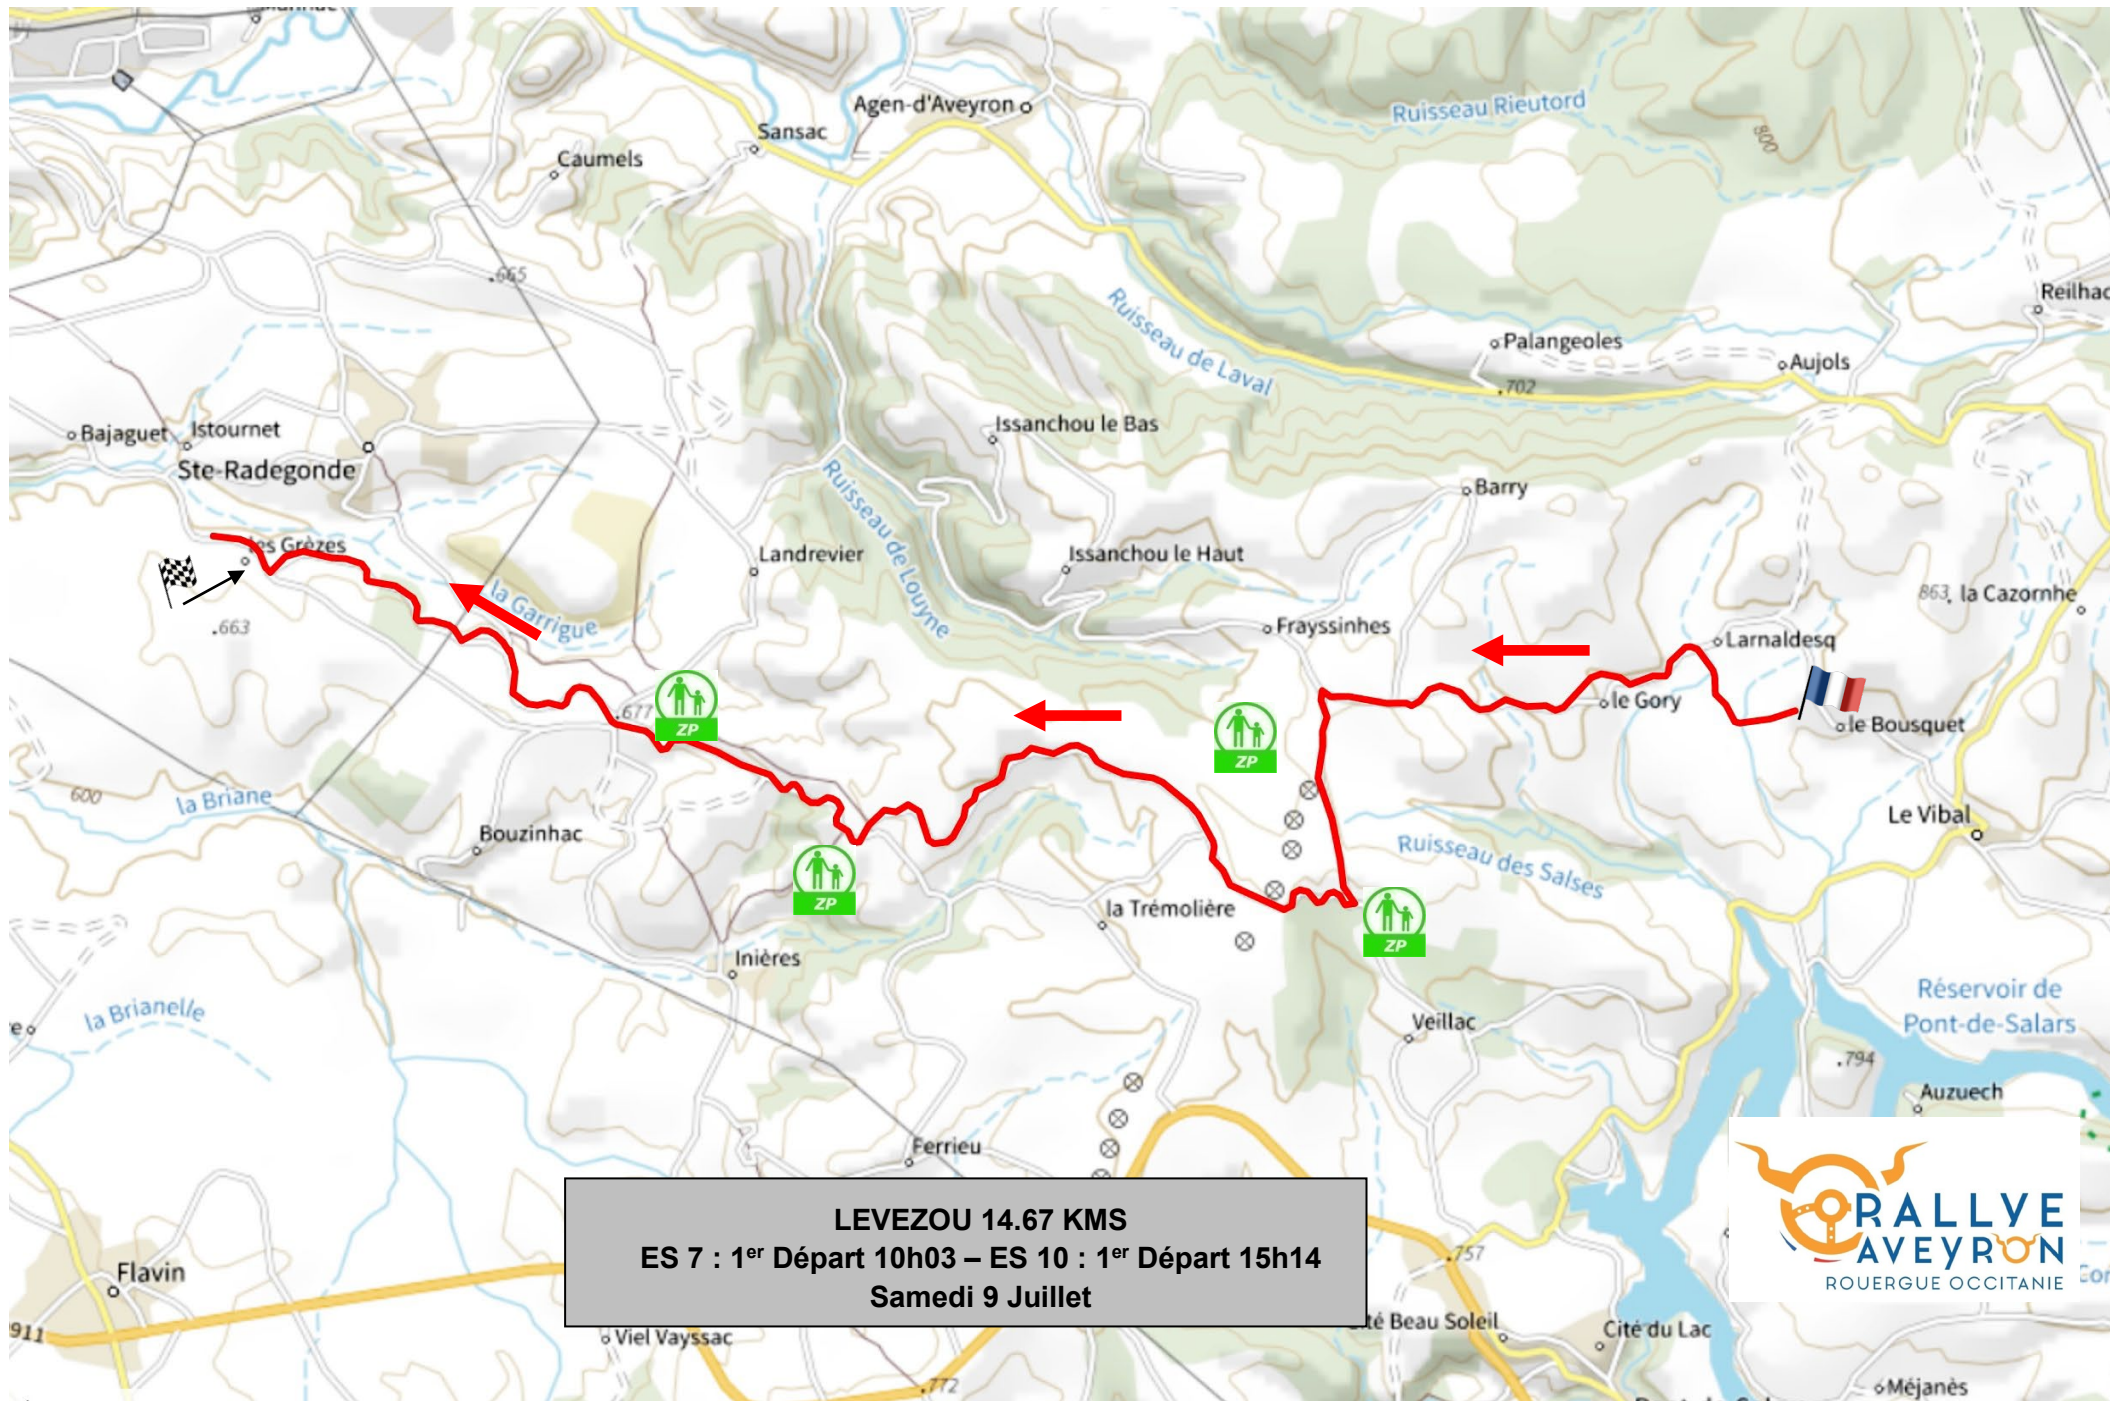 Agen-d'Aveyron
Ruisseau Rieutord
Sansac
800
Caumels
665
Reilhac
Ruisseau de Laval
Palangeoles
Aujols
702
Issanchou le Bas
Bajaguet
Istournet
Ste-Radegonde
Barry
Ruisseau de Louyne
les Grèzes
Landrevier
Issanchou le Haut
la Garrigue
863
la Cazornhe
.663
Frayssinhes
Larnaldesq
le Gory
.677
ZP
ZP
le Bousquet
600
la Briane
Bouzinhac
Le Vibal
Ruisseau des Salses
ZP
la Trémolière
ZP
Inières
Réservoir de
Pont-de-Salars
la Brianelle
Veillac
.794
Auzuech
Ferrieu
LEVEZOU 14.67 KMS
ES 7 : 1er Départ 10h03 – ES 10 : 1er Départ 15h14
Samedi 9 Juillet
RALLYE
AVEYRON
ROUERGUE OCCITANIE
757
Flavin
911
Viel Vayssac
Beau Soleil
Cité du Lac
772
Méjanès